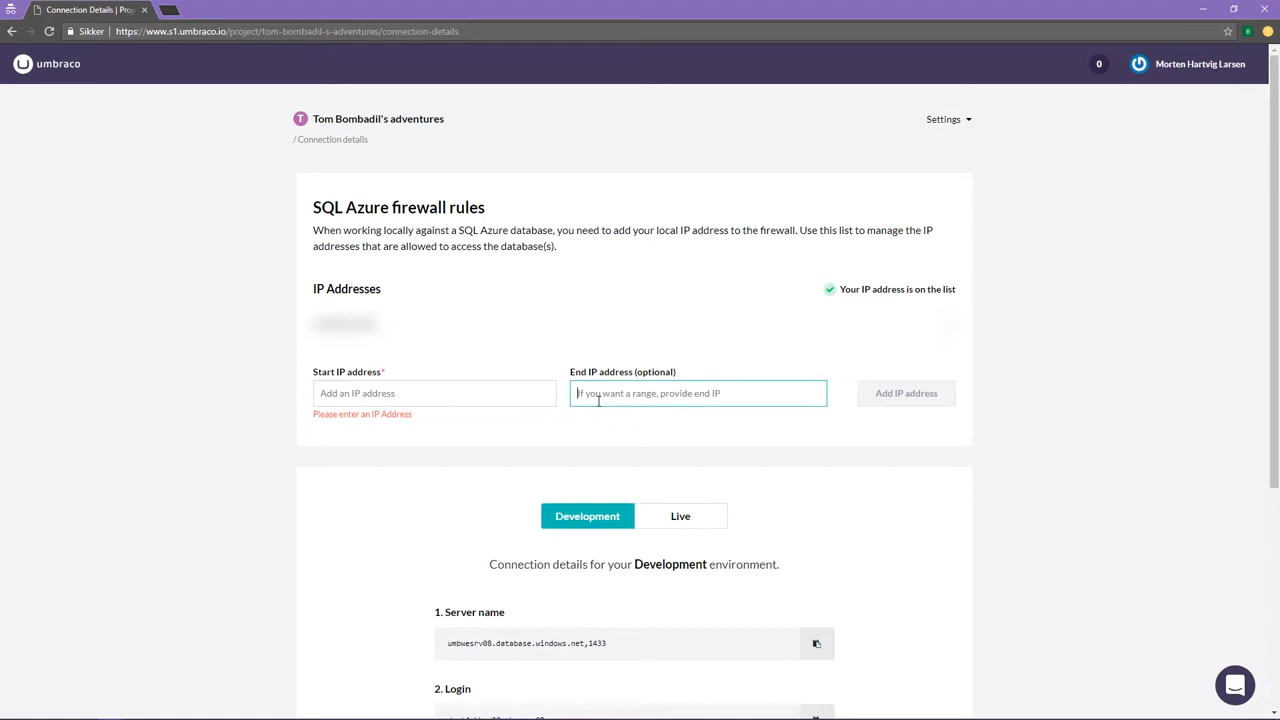 Connection Details | Pro
Sikker
https://www.s1.umbraco.io/project/tom-bombadil-s-adventures/connection-details
umbraco
0
Morten Hartvig Larsen
T
Tom Bombadil's adventures
Settings
/ Connection details
SQL Azure firewall rules
When working locally against a SQL Azure database, you need to add your local IP address to the firewall. Use this list to manage the IP
addresses that are allowed to access the database(s).
IP Addresses
Your IP address is on the list
Start IP address*
End IP address (optional)
Add an IP address
If you want a range, provide end IP
Add IP address
Please enter an IP Address
Development
Live
Connection details for your Development environment.
1. Server name
umbwesrv08.database.windows.net,1433
2. Login